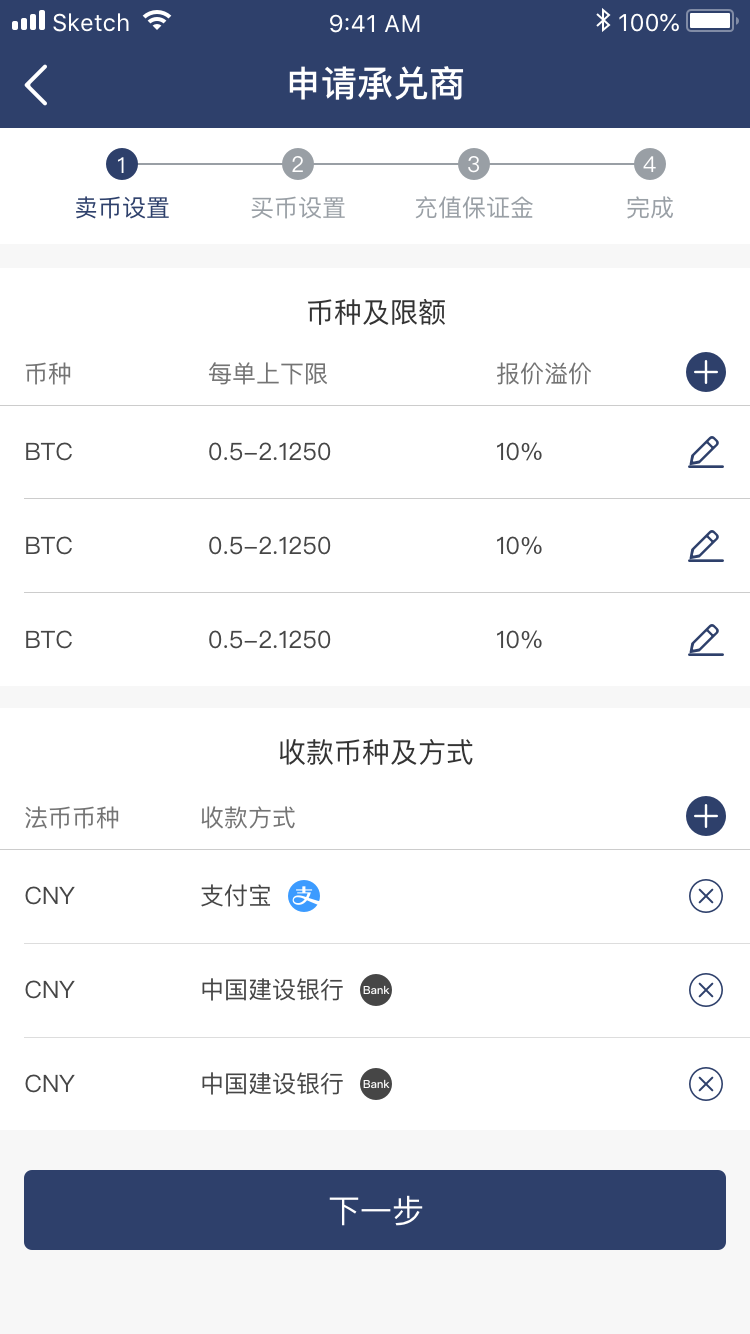 Sketch 9:41 AM 100%
申请承兑商
1 2 3 4
卖币设置 买币设置 充值保证金 完成
币种及限额
币种 每单上下限 报价溢价
BTC 0.5–2.1250 10%
BTC 0.5–2.1250 10%
BTC 0.5–2.1250 10%
收款币种及方式
法币币种 收款方式
CNY 支付宝 支
CNY 中国建设银行 Bank
CNY 中国建设银行 Bank
下一步